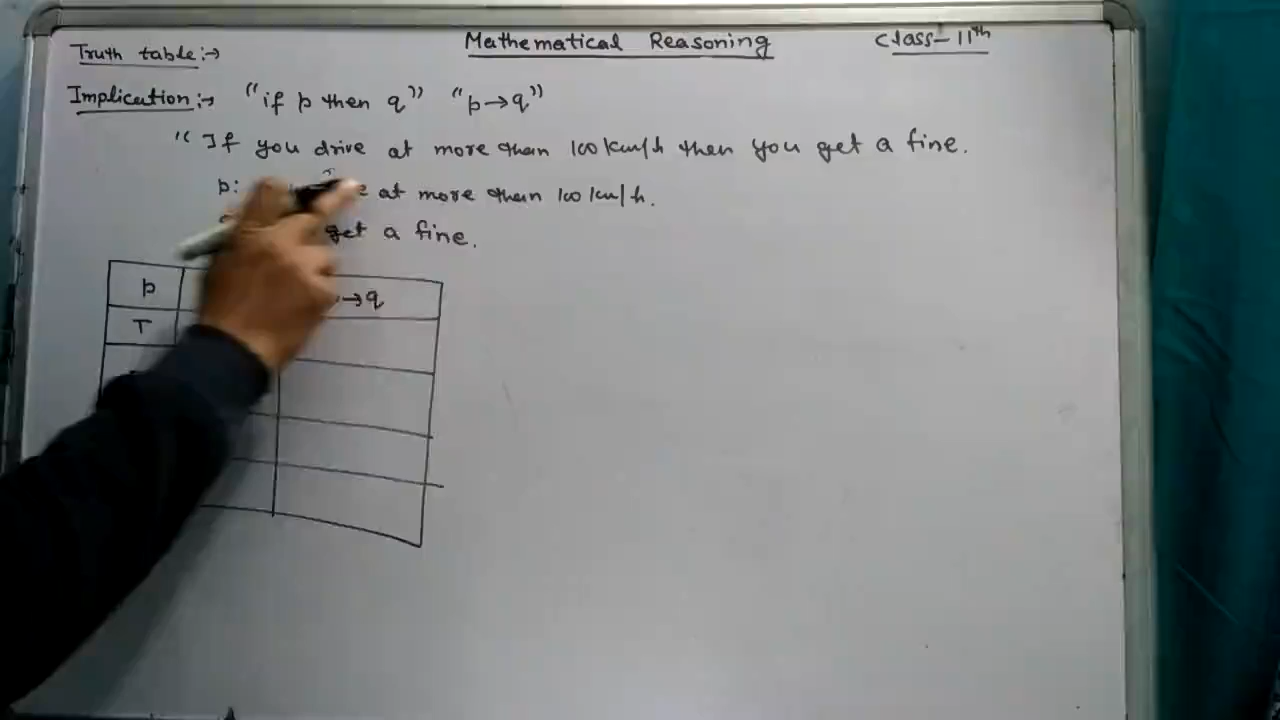 Mathematical Reasoning
Class-11th
Truth table:→
Implication:→ "if p then q" "p→q"
"If you drive at more than 100 km/h then you get a fine.
p: at more than 100 km/h.
get a fine.
p →q
T